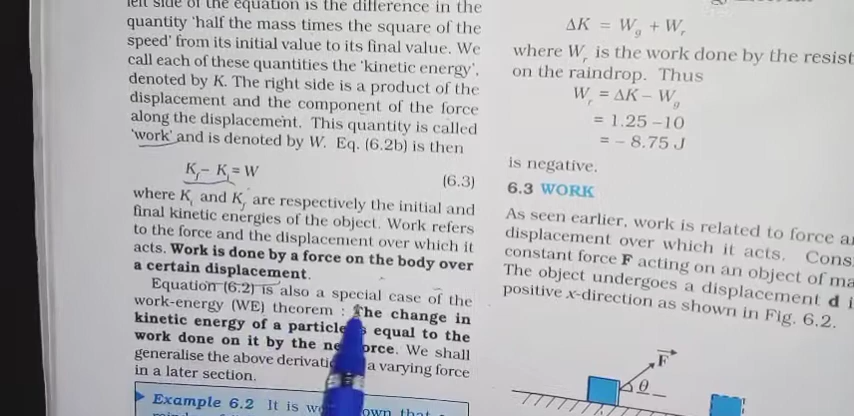 left side of the equation is the difference in the
quantity ‘half the mass times the square of the
speed’ from its initial value to its final value. We
call each of these quantities the ‘kinetic energy’,
denoted by K. The right side is a product of the
displacement and the component of the force
along the displacement. This quantity is called
‘work’ and is denoted by W. Eq. (6.2b) is then
K_f − K_i = W (6.3)
where K_i and K_f are respectively the initial and
final kinetic energies of the object. Work refers
to the force and the displacement over which it
acts. Work is done by a force on the body over
a certain displacement.
Equation (6.2) is also a special case of the
work-energy (WE) theorem : The change in
kinetic energy of a particle equal to the
work done on it by the force. We shall
generalise the above a varying force
in a later section.
Example 6.2 It is that
ΔK = W_g + W_r
where W_r is the work done by the
on the raindrop. Thus
W_r = ΔK − W_g
= 1.25 −10
= − 8.75 J
is negative.
6.3 WORK
As seen earlier, work is related to force
displacement over which it acts.
constant force F acting on an object of
The object undergoes a displacement d
positive x-direction as shown in Fig. 6.2.
F
θ